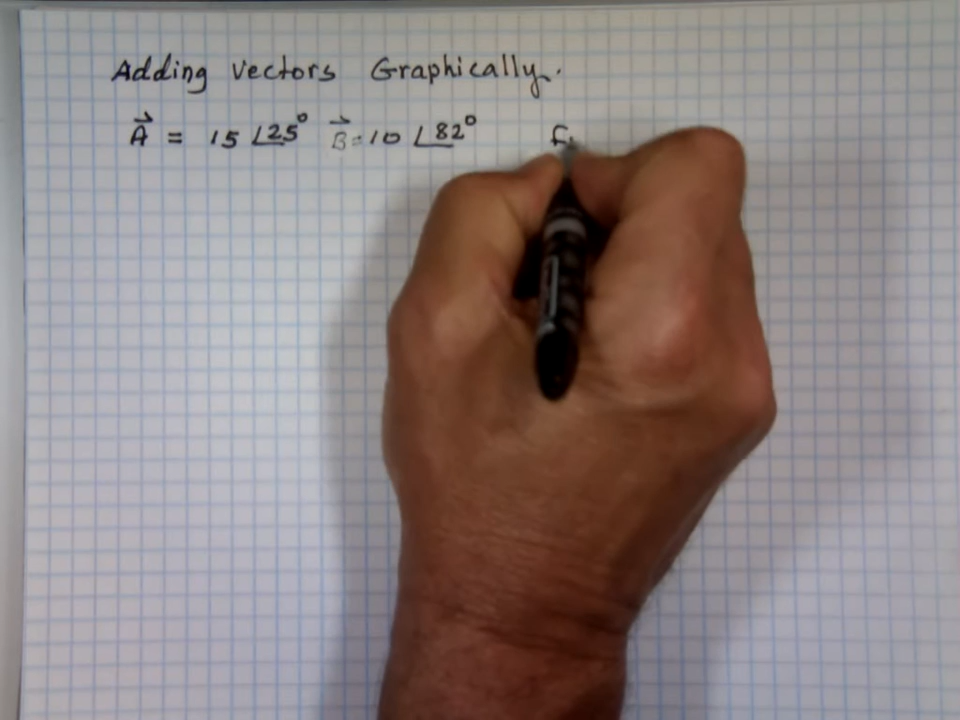 Adding Vectors Graphically.
A⃗ = 15 ∠25° B⃗ = 10 ∠82°